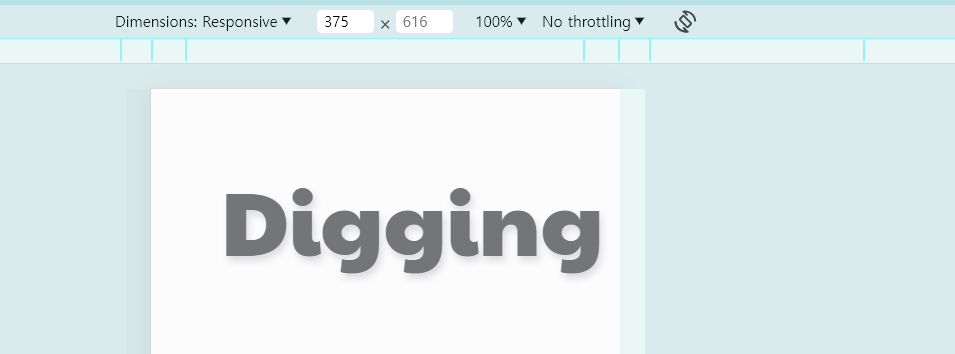 Dimensions: Responsive ▼ 375 × 616 100% ▼ No throttling ▼
Digging